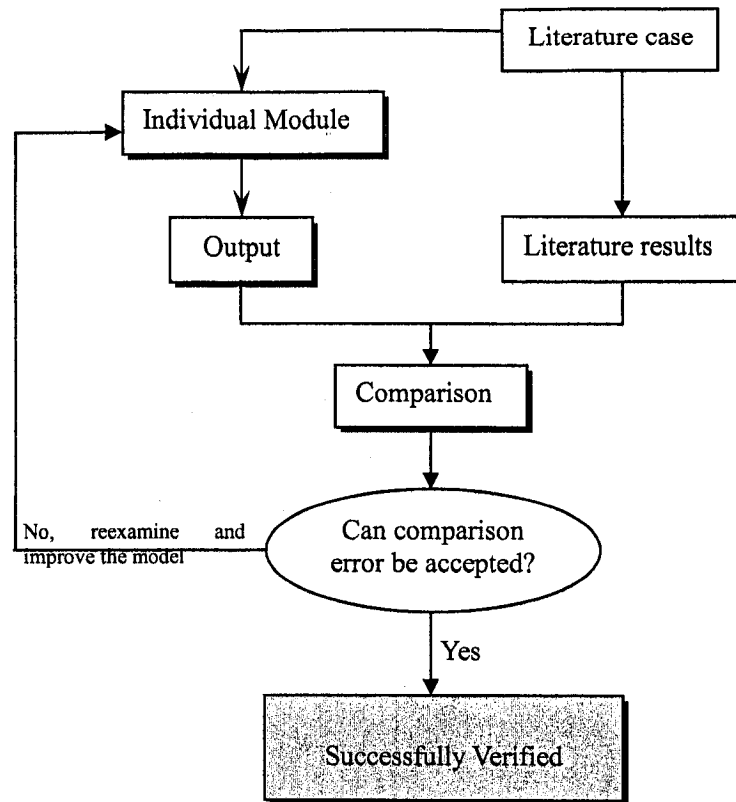 Literature case
Individual Module
Output
Literature results
Comparison
Can comparison
error be accepted?
No, reexamine and
improve the model
Yes
Successfully Verified